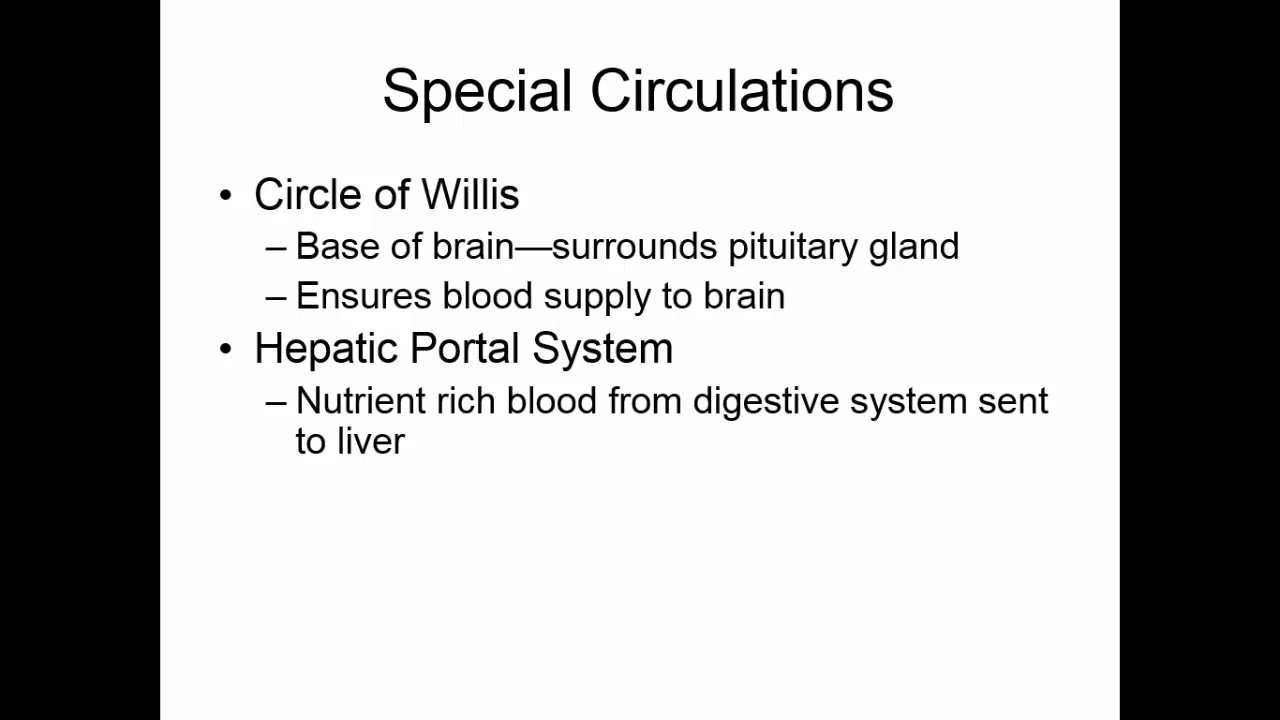 Special Circulations
• Circle of Willis
– Base of brain—surrounds pituitary gland
– Ensures blood supply to brain
• Hepatic Portal System
– Nutrient rich blood from digestive system sent
to liver